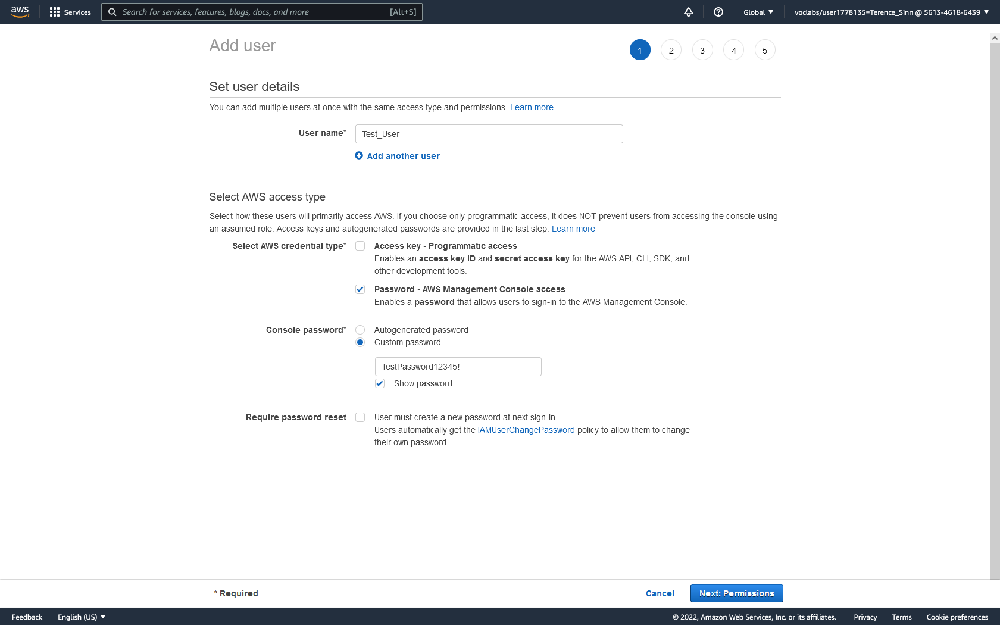 aws
Services
Search for services, features, blogs, docs, and more
[Alt+S]
Global ▼
voclabs/user1778135=Terence_Sinn @ 5613-4618-6439 ▼
Add user
1
2
3
4
5
Set user details
You can add multiple users at once with the same access type and permissions. Learn more
User name*
Test_User
Add another user
Select AWS access type
Select how these users will primarily access AWS. If you choose only programmatic access, it does NOT prevent users from accessing the console using
an assumed role. Access keys and autogenerated passwords are provided in the last step. Learn more
Select AWS credential type*
Access key - Programmatic access
Enables an access key ID and secret access key for the AWS API, CLI, SDK, and
other development tools.
Password - AWS Management Console access
Enables a password that allows users to sign-in to the AWS Management Console.
Console password*
Autogenerated password
Custom password
TestPassword12345!
Show password
Require password reset
User must create a new password at next sign-in
Users automatically get the IAMUserChangePassword policy to allow them to change
their own password.
* Required
Cancel
Next: Permissions
Feedback
English (US) ▼
© 2022, Amazon Web Services, Inc. or its affiliates.
Privacy
Terms
Cookie preferences